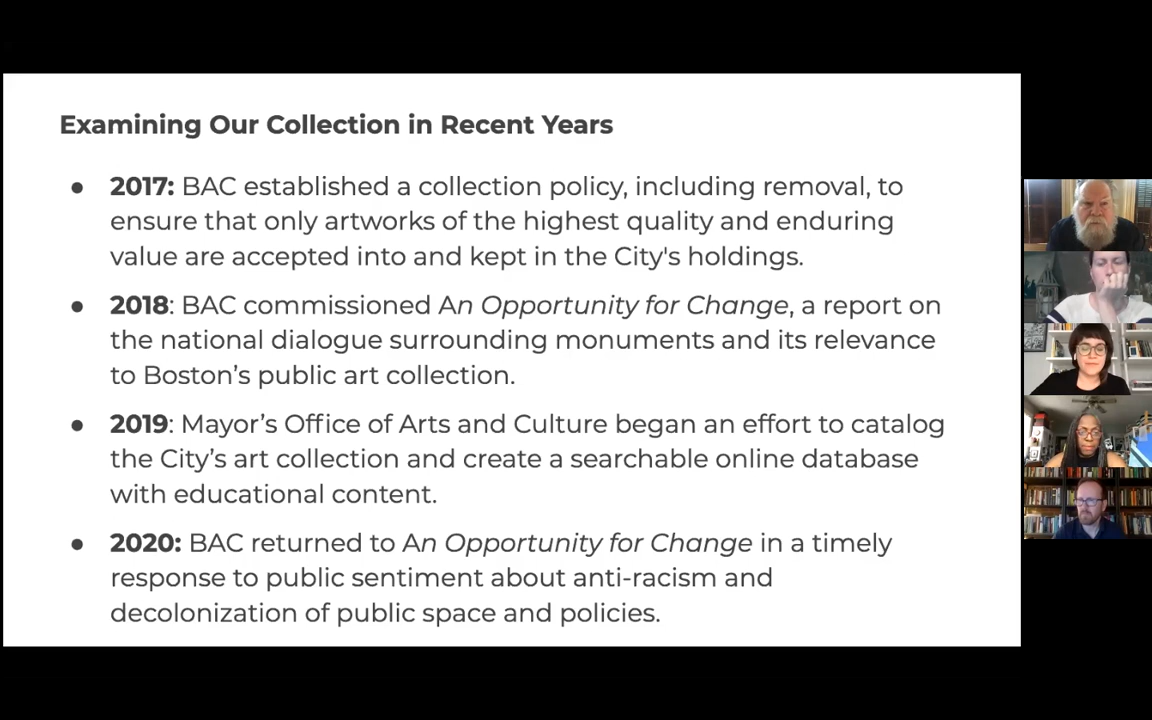 Examining Our Collection in Recent Years
● 2017: BAC established a collection policy, including removal, to
ensure that only artworks of the highest quality and enduring
value are accepted into and kept in the City's holdings.
● 2018: BAC commissioned An Opportunity for Change, a report on
the national dialogue surrounding monuments and its relevance
to Boston’s public art collection.
● 2019: Mayor’s Office of Arts and Culture began an effort to catalog
the City’s art collection and create a searchable online database
with educational content.
● 2020: BAC returned to An Opportunity for Change in a timely
response to public sentiment about anti-racism and
decolonization of public space and policies.